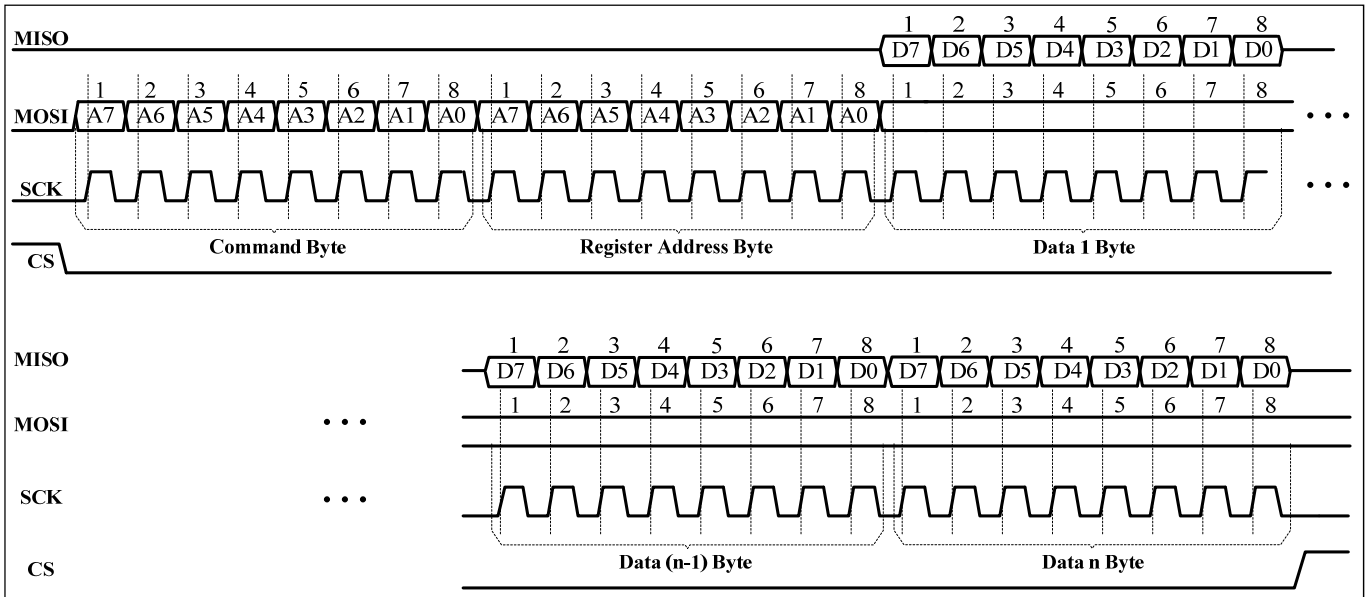 1 2 3 4 5 6 7 8
MISO D7 D6 D5 D4 D3 D2 D1 D0
1 2 3 4 5 6 7 8 1 2 3 4 5 6 7 8
MOSI A7 A6 A5 A4 A3 A2 A1 A0 A7 A6 A5 A4 A3 A2 A1 A0 1 2 3 4 5 6 7 8 • • •
SCK • • •
Command Byte Register Address Byte Data 1 Byte
CS
1 2 3 4 5 6 7 8 1 2 3 4 5 6 7 8
MISO D7 D6 D5 D4 D3 D2 D1 D0 D7 D6 D5 D4 D3 D2 D1 D0
1 2 3 4 5 6 7 8 1 2 3 4 5 6 7 8
MOSI • • •
SCK • • •
Data (n-1) Byte Data n Byte
CS